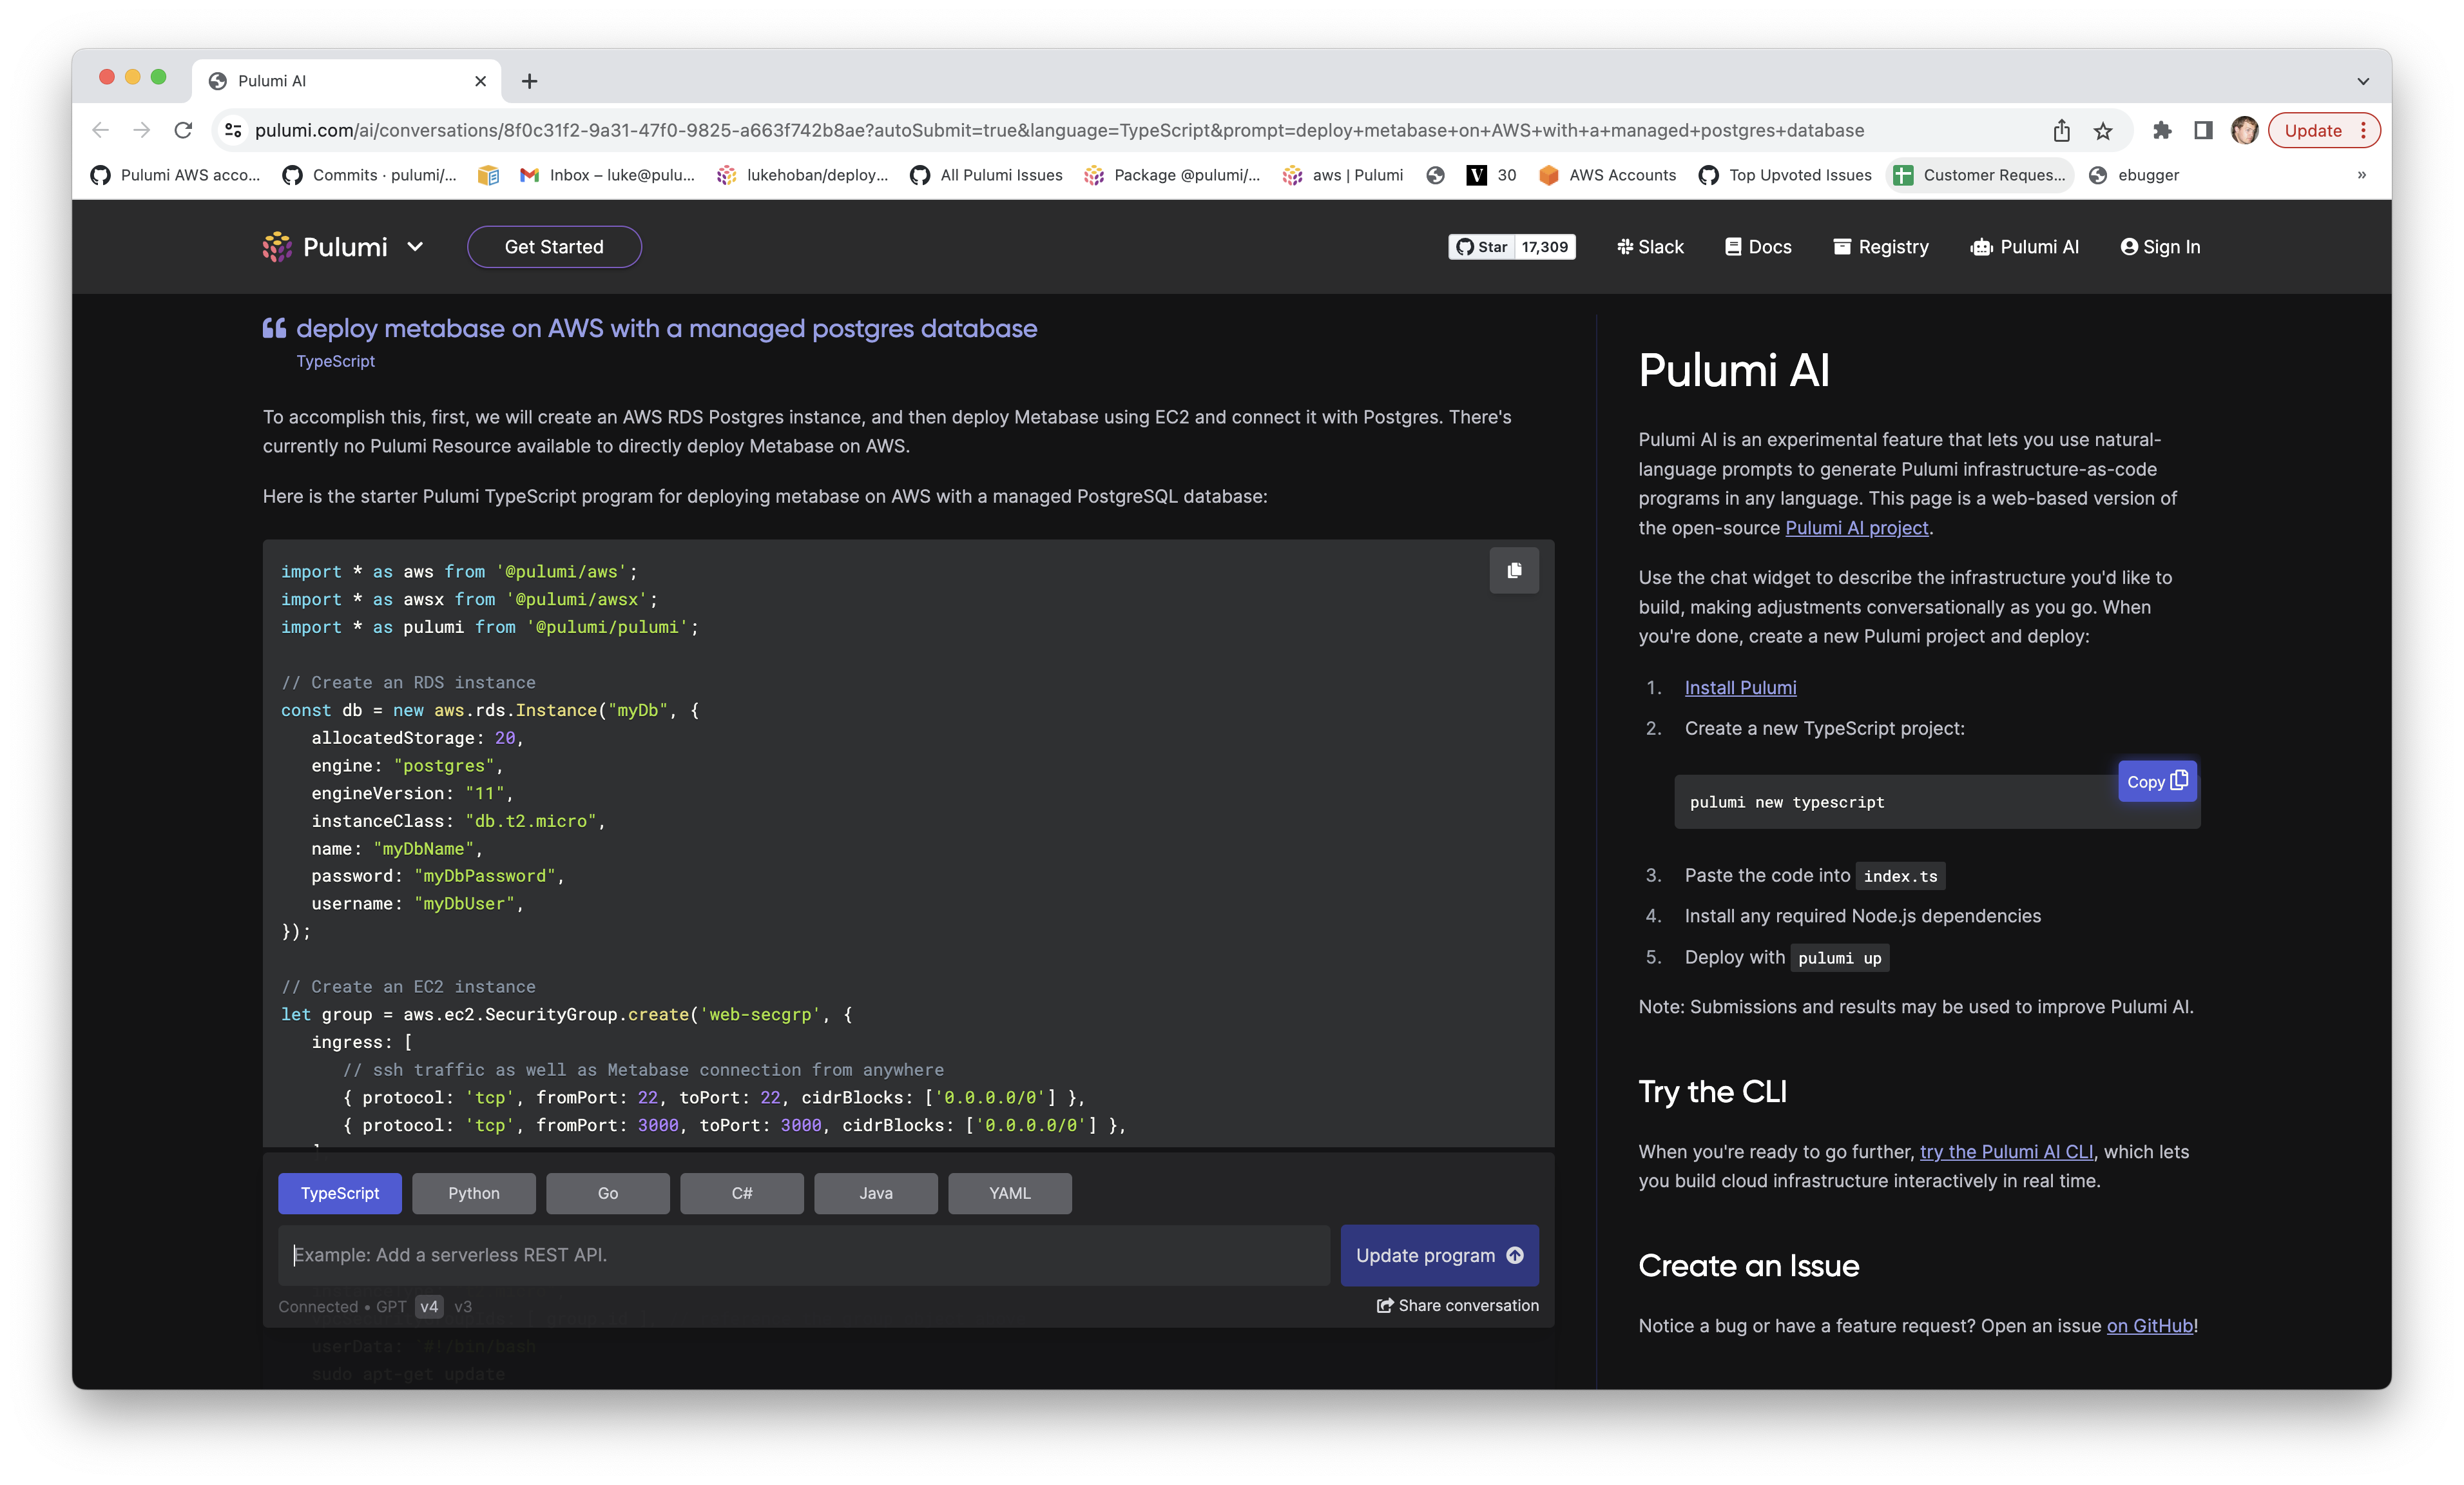 Pulumi AI
pulumi.com/ai/conversations/8f0c31f2-9a31-47f0-9825-a663f742b8ae?autoSubmit=true&language=TypeScript&prompt=deploy+metabase+on+AWS+with+a+managed+postgres+database
Update
Pulumi AWS acco...
Commits · pulumi/...
Inbox – luke@pulu...
lukehoban/deploy...
All Pulumi Issues
Package @pulumi/...
aws | Pulumi
V 30
AWS Accounts
Top Upvoted Issues
Customer Reques...
ebugger
»
Pulumi
Get Started
Star 17,309
Slack
Docs
Registry
Pulumi AI
Sign In
deploy metabase on AWS with a managed postgres database
TypeScript
To accomplish this, first, we will create an AWS RDS Postgres instance, and then deploy Metabase using EC2 and connect it with Postgres. There's
currently no Pulumi Resource available to directly deploy Metabase on AWS.
Here is the starter Pulumi TypeScript program for deploying metabase on AWS with a managed PostgreSQL database:
import * as aws from '@pulumi/aws';
import * as awsx from '@pulumi/awsx';
import * as pulumi from '@pulumi/pulumi';
// Create an RDS instance
const db = new aws.rds.Instance("myDb", {
allocatedStorage: 20,
engine: "postgres",
engineVersion: "11",
instanceClass: "db.t2.micro",
name: "myDbName",
password: "myDbPassword",
username: "myDbUser",
});
// Create an EC2 instance
let group = aws.ec2.SecurityGroup.create('web-secgrp', {
ingress: [
// ssh traffic as well as Metabase connection from anywhere
{ protocol: 'tcp', fromPort: 22, toPort: 22, cidrBlocks: ['0.0.0.0/0'] },
{ protocol: 'tcp', fromPort: 3000, toPort: 3000, cidrBlocks: ['0.0.0.0/0'] },
TypeScript
Python
Go
C#
Java
YAML
Example: Add a serverless REST API.
Update program
Connected • GPT v4 v3
Share conversation
userData: `#!/bin/bash
sudo apt-get update
Pulumi AI
Pulumi AI is an experimental feature that lets you use natural-
language prompts to generate Pulumi infrastructure-as-code
programs in any language. This page is a web-based version of
the open-source Pulumi AI project.
Use the chat widget to describe the infrastructure you'd like to
build, making adjustments conversationally as you go. When
you're done, create a new Pulumi project and deploy:
1. Install Pulumi
2. Create a new TypeScript project:
Copy
pulumi new typescript
3. Paste the code into index.ts
4. Install any required Node.js dependencies
5. Deploy with pulumi up
Note: Submissions and results may be used to improve Pulumi AI.
Try the CLI
When you're ready to go further, try the Pulumi AI CLI, which lets
you build cloud infrastructure interactively in real time.
Create an Issue
Notice a bug or have a feature request? Open an issue on GitHub!